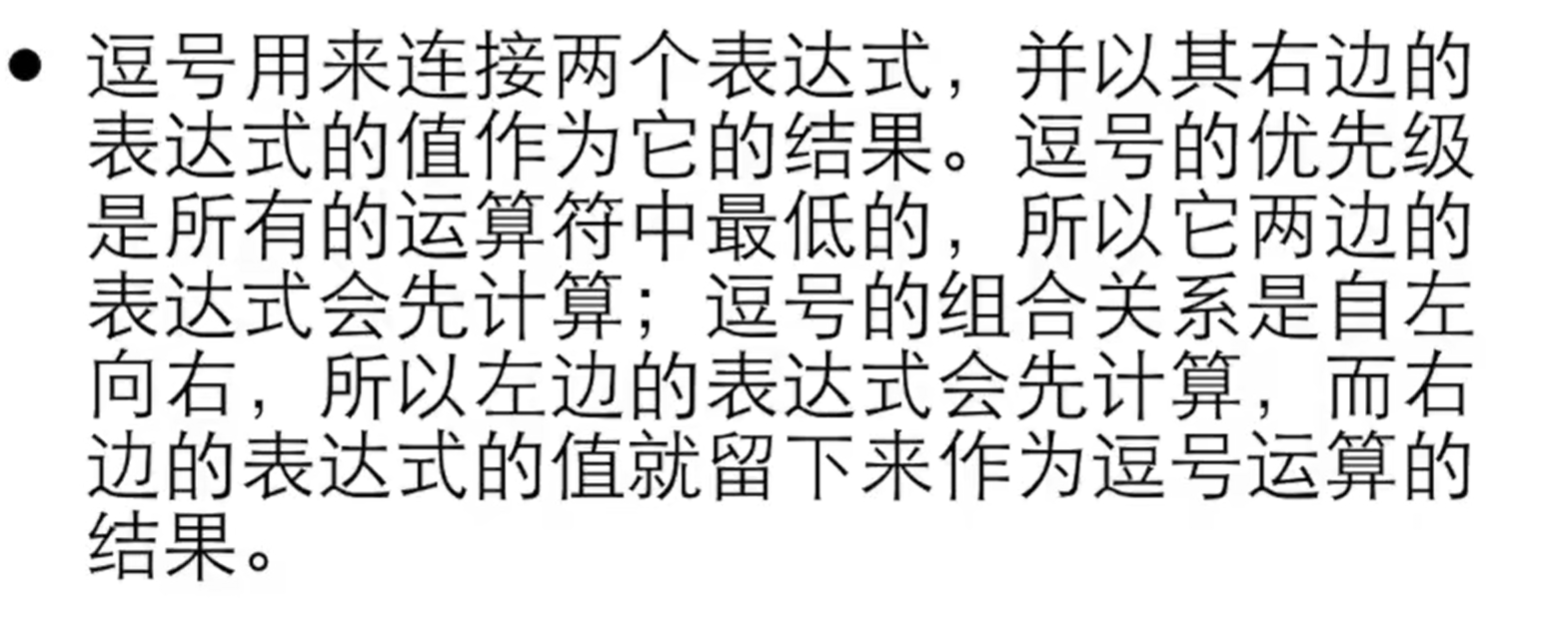 ● 逗号用来连接两个表达式，并以其右边的
表达式的值作为它的结果。逗号的优先级
是所有的运算符中最低的，所以它两边的
表达式会先计算；逗号的组合关系是自左
向右，所以左边的表达式会先计算，而右
边的表达式的值就留下来作为逗号运算的
结果。